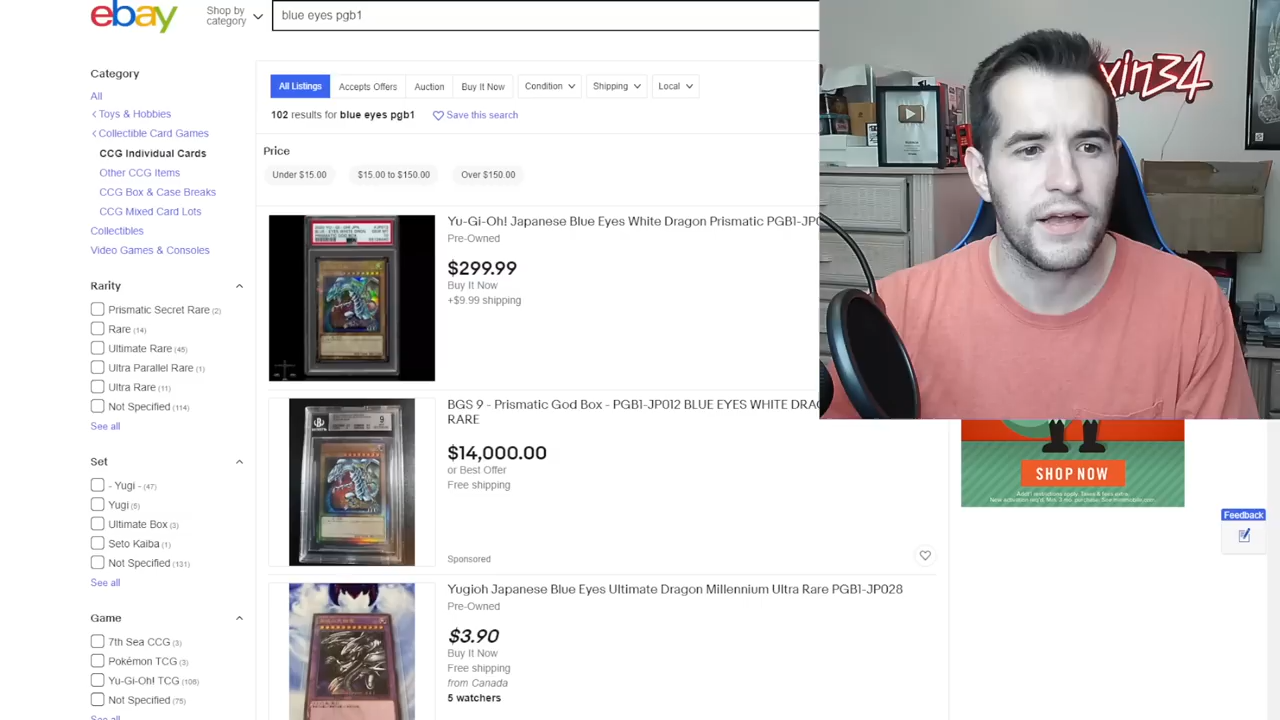 ebay
Shop by
category
blue eyes pgb1
Category
All
Toys & Hobbies
Collectible Card Games
CCG Individual Cards
Other CCG Items
CCG Box & Case Breaks
CCG Mixed Card Lots
Collectibles
Video Games & Consoles
Rarity
Prismatic Secret Rare (2)
Rare (14)
Ultimate Rare (45)
Ultra Parallel Rare (1)
Ultra Rare (11)
Not Specified (114)
See all
Set
- Yugi - (47)
Yugi (5)
Ultimate Box (3)
Seto Kaiba (1)
Not Specified (131)
See all
Game
7th Sea CCG (3)
Pokémon TCG (3)
Yu-Gi-Oh! TCG (106)
Not Specified (75)
See all
All Listings
Accepts Offers
Auction
Buy It Now
Condition
Shipping
Local
102 results for blue eyes pgb1
Save this search
Price
Under $15.00
$15.00 to $150.00
Over $150.00
Yu-Gi-Oh! Japanese Blue Eyes White Dragon Prismatic PGB1-JP0
Pre-Owned
$299.99
Buy It Now
+$9.99 shipping
BGS 9 - Prismatic God Box - PGB1-JP012 BLUE EYES WHITE DRA
RARE
$14,000.00
or Best Offer
Free shipping
Sponsored
Yugioh Japanese Blue Eyes Ultimate Dragon Millennium Ultra Rare PGB1-JP028
Pre-Owned
$3.90
Buy It Now
Free shipping
from Canada
5 watchers
xin34
SHOP NOW
Feedback